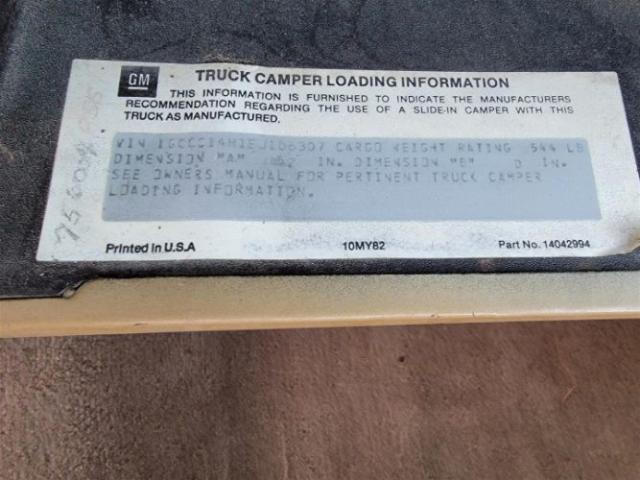 GM
TRUCK CAMPER LOADING INFORMATION
THIS INFORMATION IS FURNISHED TO INDICATE THE MANUFACTURERS
RECOMMENDATION REGARDING THE USE OF A SLIDE-IN CAMPER WITH THIS
TRUCK AS MANUFACTURED.
VIN CARGO WEIGHT RATING 544 LB
DIMENSION "A" IN. DIMENSION "B" 0 IN.
SEE OWNERS MANUAL FOR PERTINENT TRUCK CAMPER
LOADING INFORMATION.
Printed in U.S.A 10MY82 Part No. 14042994